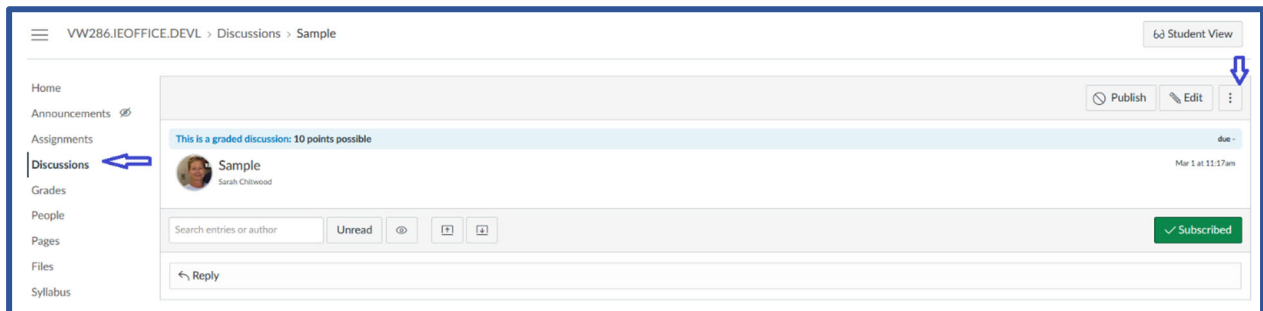 VW286.IEOFFICE.DEVL > Discussions > Sample
Student View
Home
Announcements
Assignments
Discussions
Grades
People
Pages
Files
Syllabus
Publish
Edit
This is a graded discussion: 10 points possible
due -
Sample
Mar 1 at 11:17am
Sarah Chitwood
Search entries or author
Unread
Subscribed
Reply